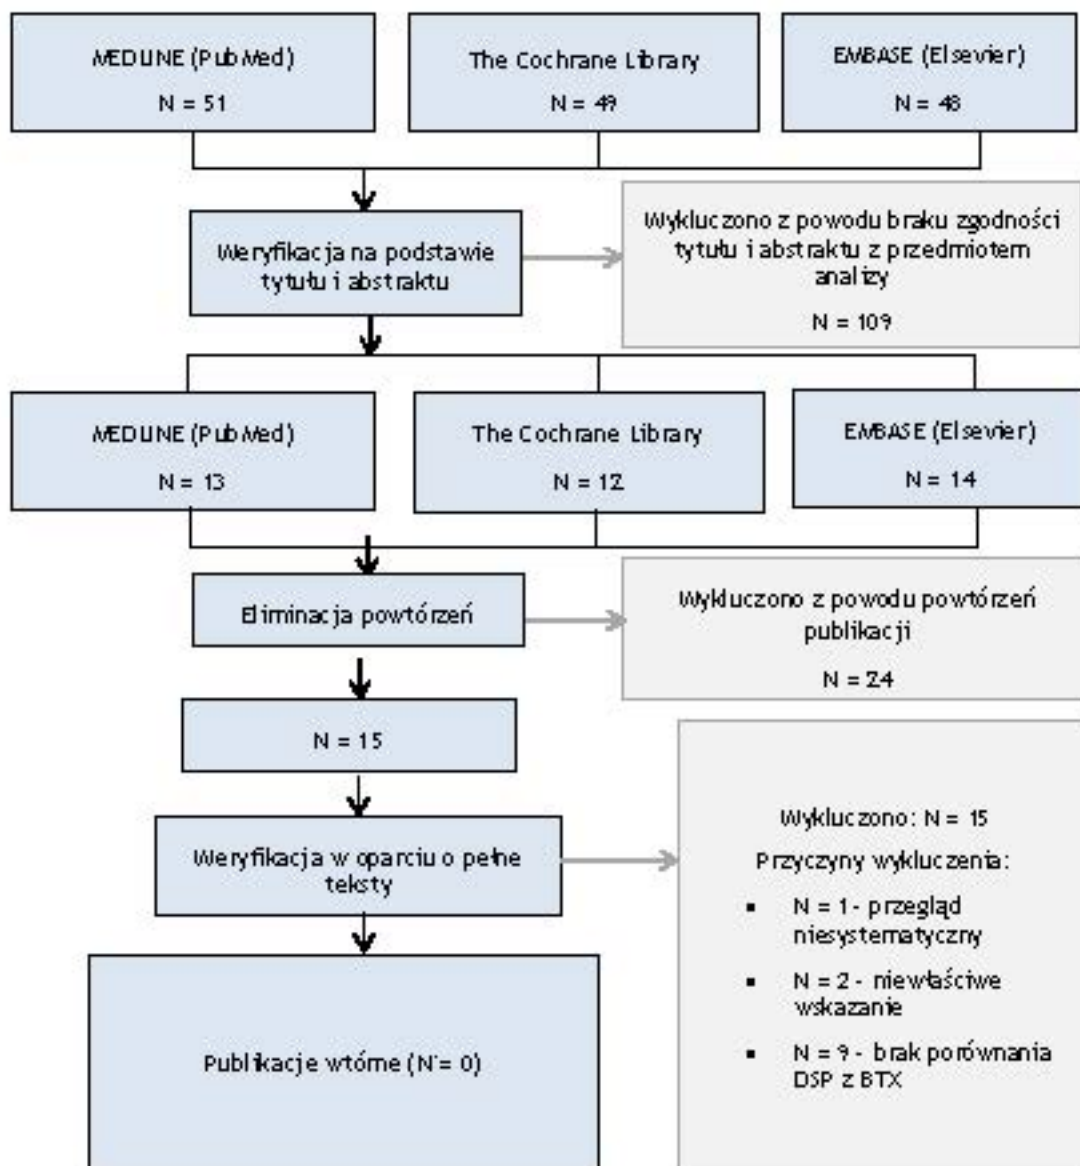 MEDLINE (PubMed)
N = 51
The Cochrane Library
N = 49
EMBASE (Elsevier)
N = 48
Weryfikacja na podstawie
tytułu i abstraktu
Wykluczono z powodu braku zgodności
tytułu i abstraktu z przedmiotem
analizy
N = 109
MEDLINE (PubMed)
N = 13
The Cochrane Library
N = 12
EMBASE (Elsevier)
N = 14
Eliminacja powtórzeń
Wykluczono z powodu powtórzeń
publikacji
N = 24
N = 15
Weryfikacja w oparciu o pełne
teksty
Wykluczono: N = 15
Przyczyny wykluczenia:
▪ N = 1 - przegląd
niesystematyczny
▪ N = 2 - niewłaściwe
wskazanie
▪ N = 9 - brak porównania
DSP z BTX
Publikacje wtórne (N = 0)